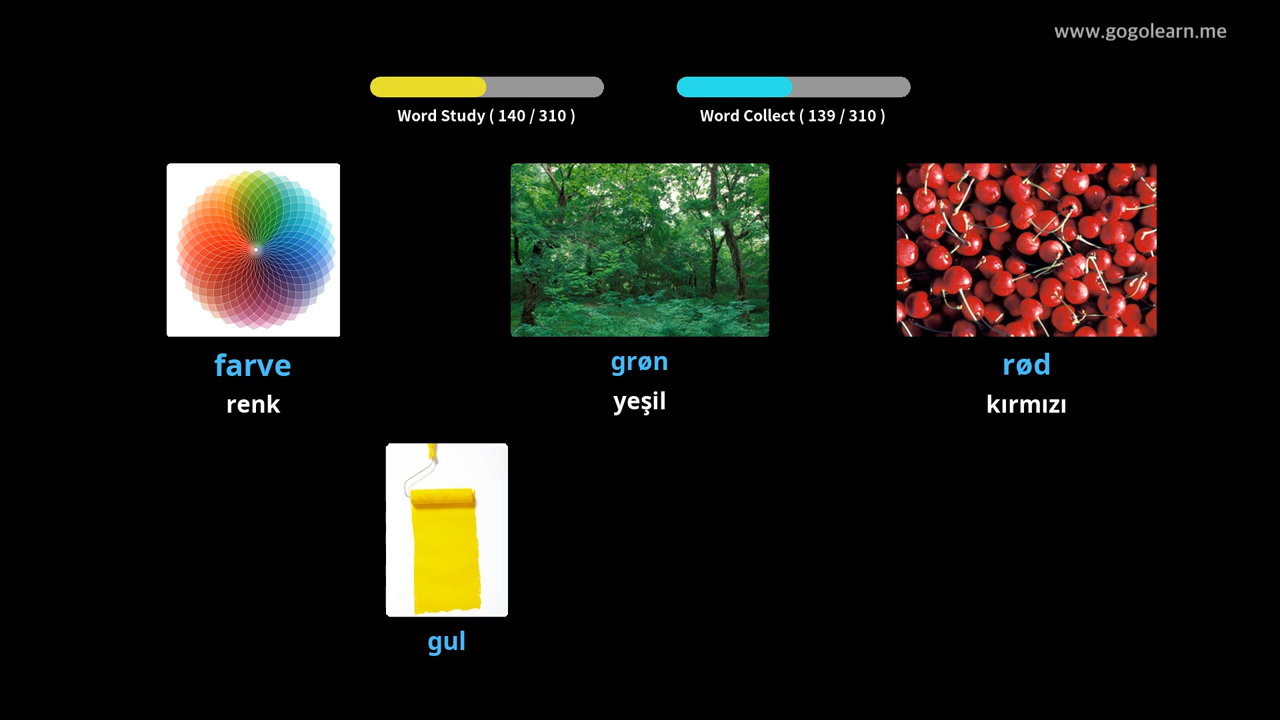 www.gogolearn.me
Word Study ( 140 / 310 )
Word Collect ( 139 / 310 )
farve
grøn
rød
renk
yeşil
kırmızı
gul